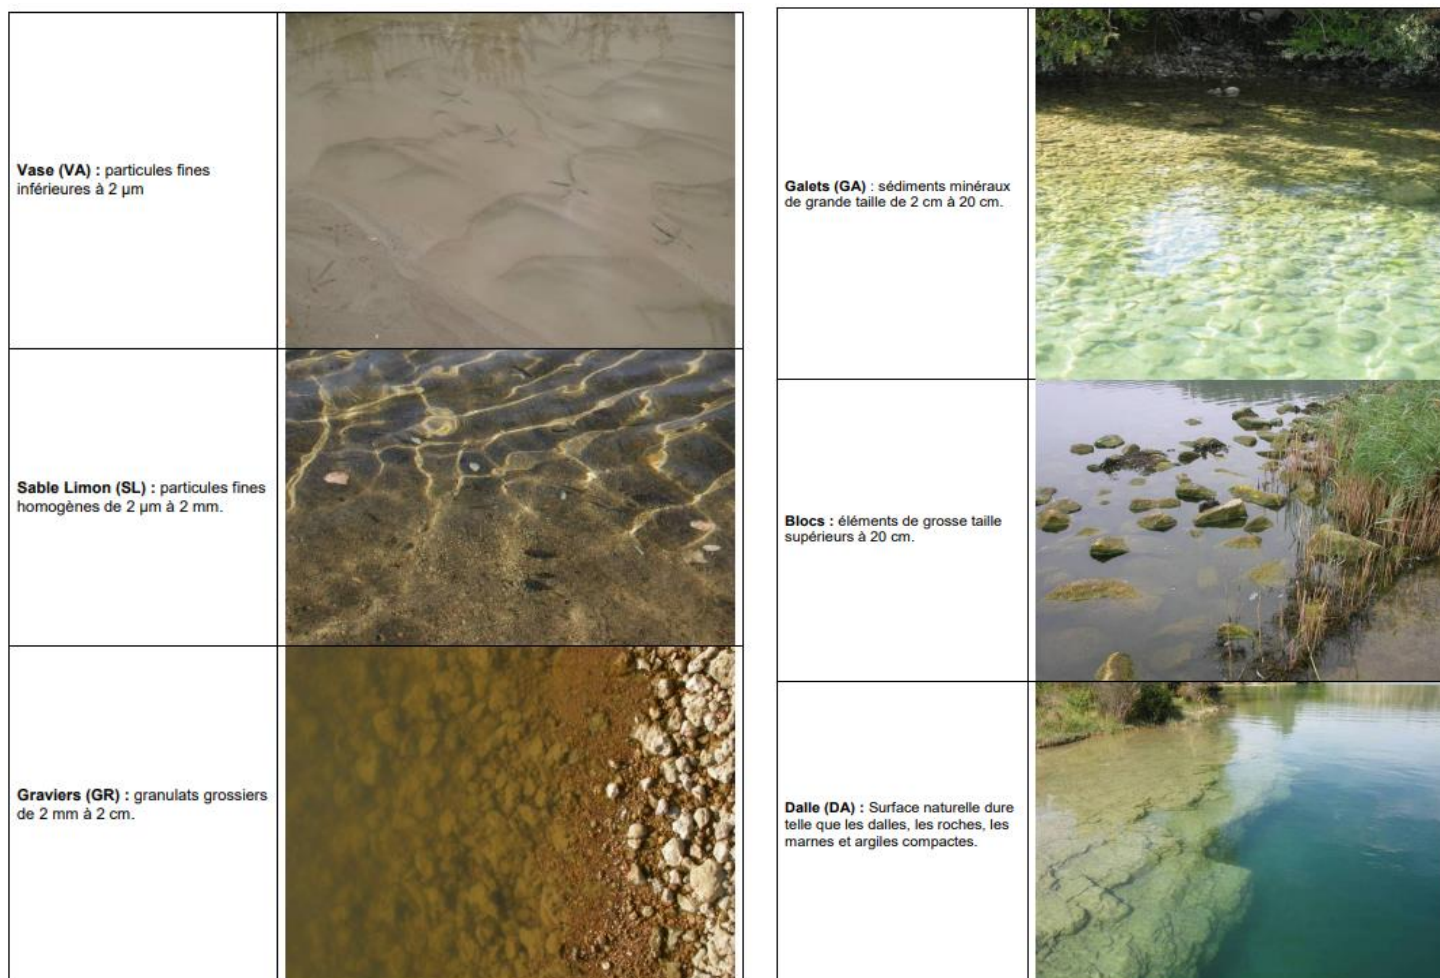 Vase (VA) : particules fines
inférieures à 2 µm
Sable Limon (SL) : particules fines
homogènes de 2 µm à 2 mm.
Graviers (GR) : granulats grossiers
de 2 mm à 2 cm.
Galets (GA) : sédiments minéraux
de grande taille de 2 cm à 20 cm.
Blocs : éléments de grosse taille
supérieurs à 20 cm.
Dalle (DA) : Surface naturelle dure
telle que les dalles, les roches, les
marnes et argiles compactes.